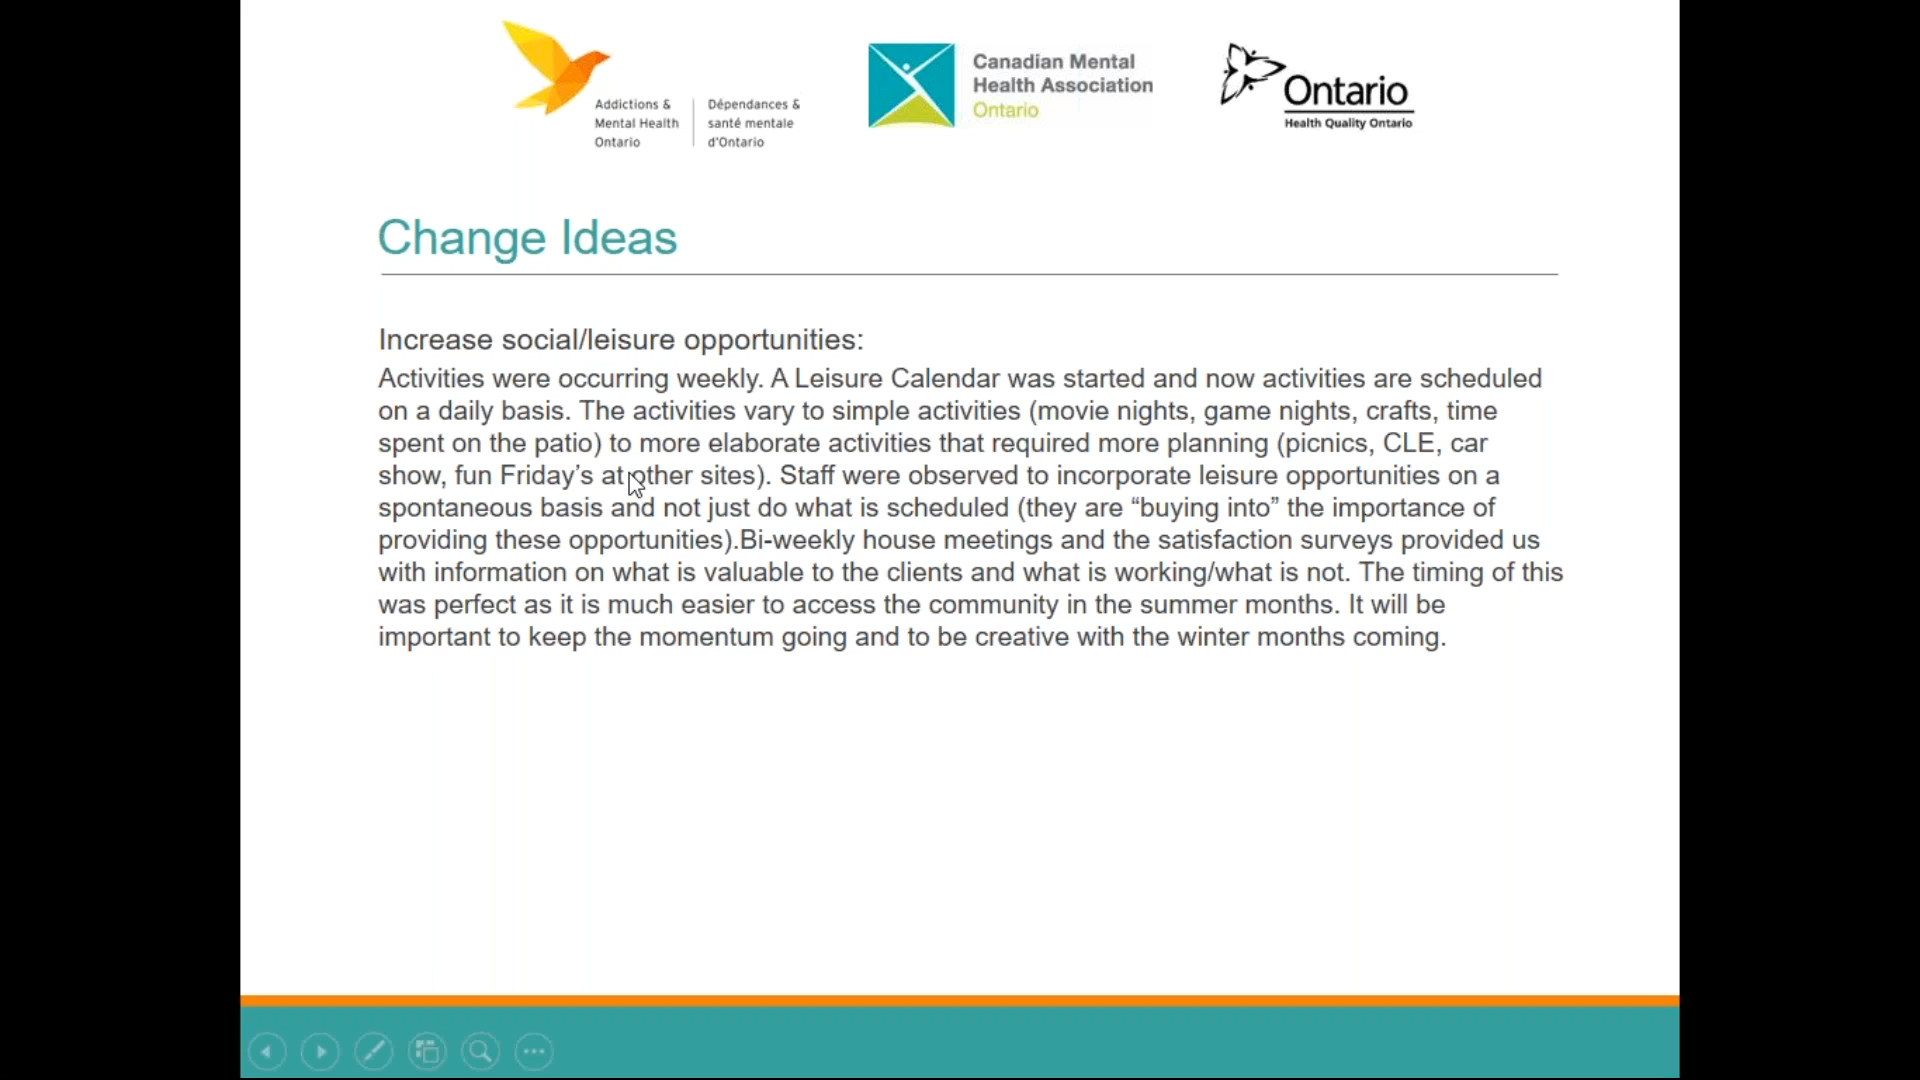 Addictions &
Mental Health
Ontario
Dépendances &
santé mentale
d'Ontario
Canadian Mental
Health Association
Ontario
Ontario
Health Quality Ontario
Change Ideas
Increase social/leisure opportunities:
Activities were occurring weekly. A Leisure Calendar was started and now activities are scheduled
on a daily basis. The activities vary to simple activities (movie nights, game nights, crafts, time
spent on the patio) to more elaborate activities that required more planning (picnics, CLE, car
show, fun Friday’s at other sites). Staff were observed to incorporate leisure opportunities on a
spontaneous basis and not just do what is scheduled (they are “buying into” the importance of
providing these opportunities).Bi-weekly house meetings and the satisfaction surveys provided us
with information on what is valuable to the clients and what is working/what is not. The timing of this
was perfect as it is much easier to access the community in the summer months. It will be
important to keep the momentum going and to be creative with the winter months coming.